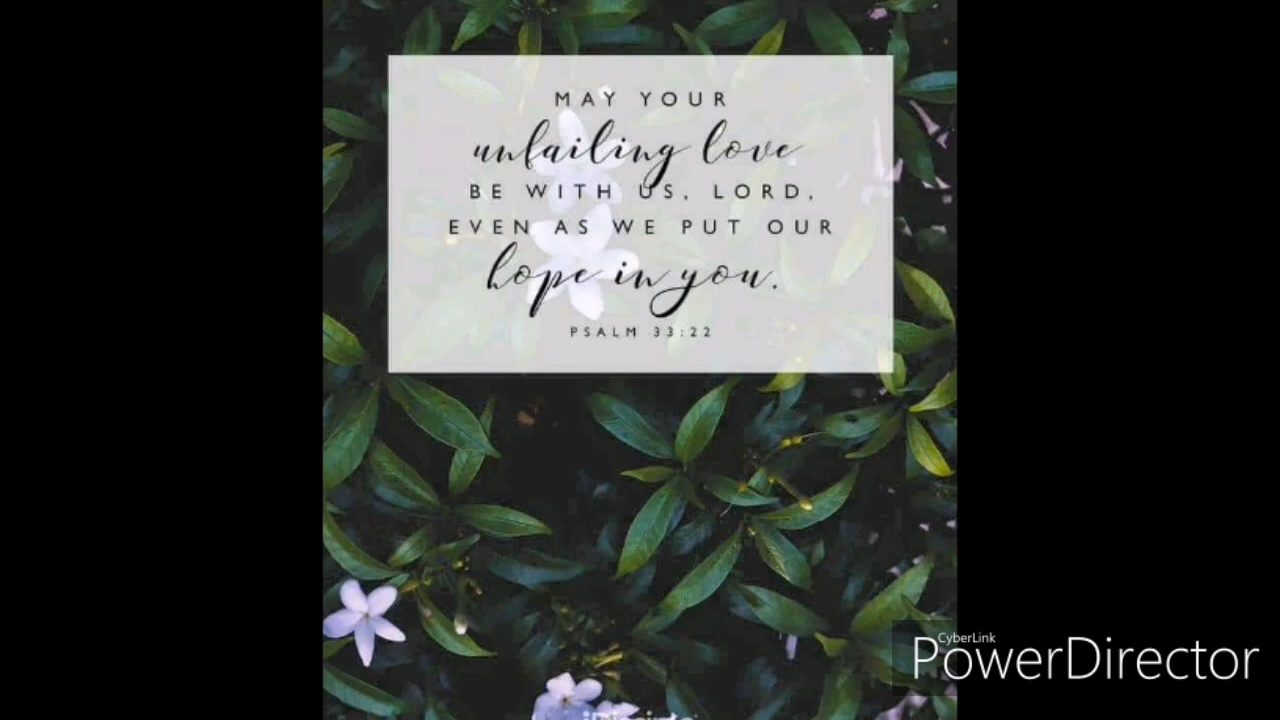 MAY YOUR
unfailing love
BE WITH US, LORD,
EVEN AS WE PUT OUR
hope in you.
PSALM 33:22
CyberLink
PowerDirector